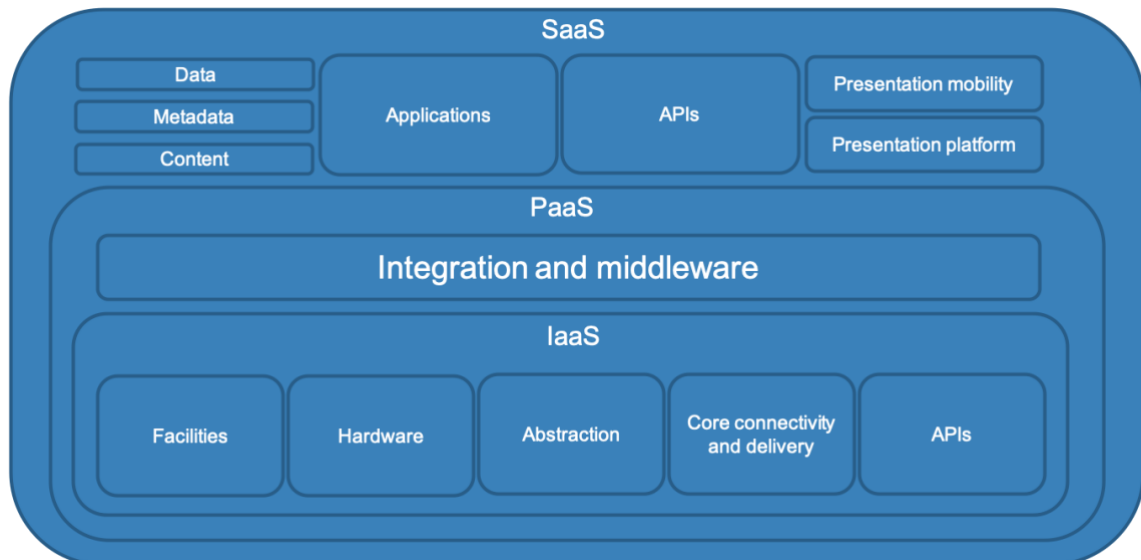 SaaS
Data
Metadata
Content
Applications
APIs
Presentation mobility
Presentation platform
PaaS
Integration and middleware
IaaS
Facilities
Hardware
Abstraction
Core connectivity
and delivery
APIs